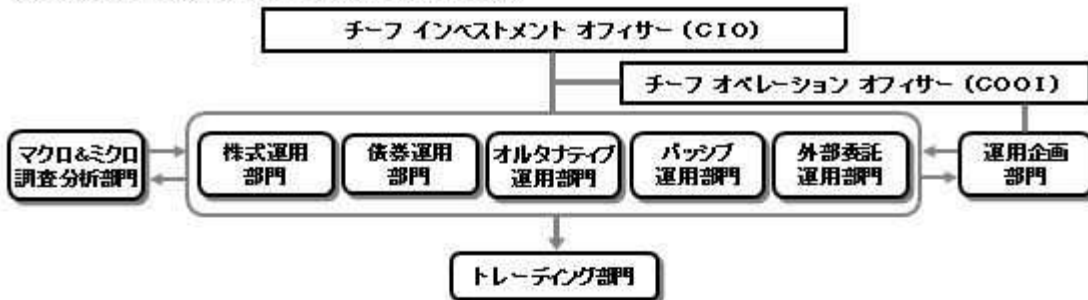 チーフ インベストメント オフィサー (CIO)
チーフ オペレーション オフィサー (COOI)
マクロ&ミクロ
調査分析部門
株式運用
部門
債券運用
部門
オルタナティブ
運用部門
パッシブ
運用部門
外部委託
運用部門
運用企画
部門
トレーディング部門